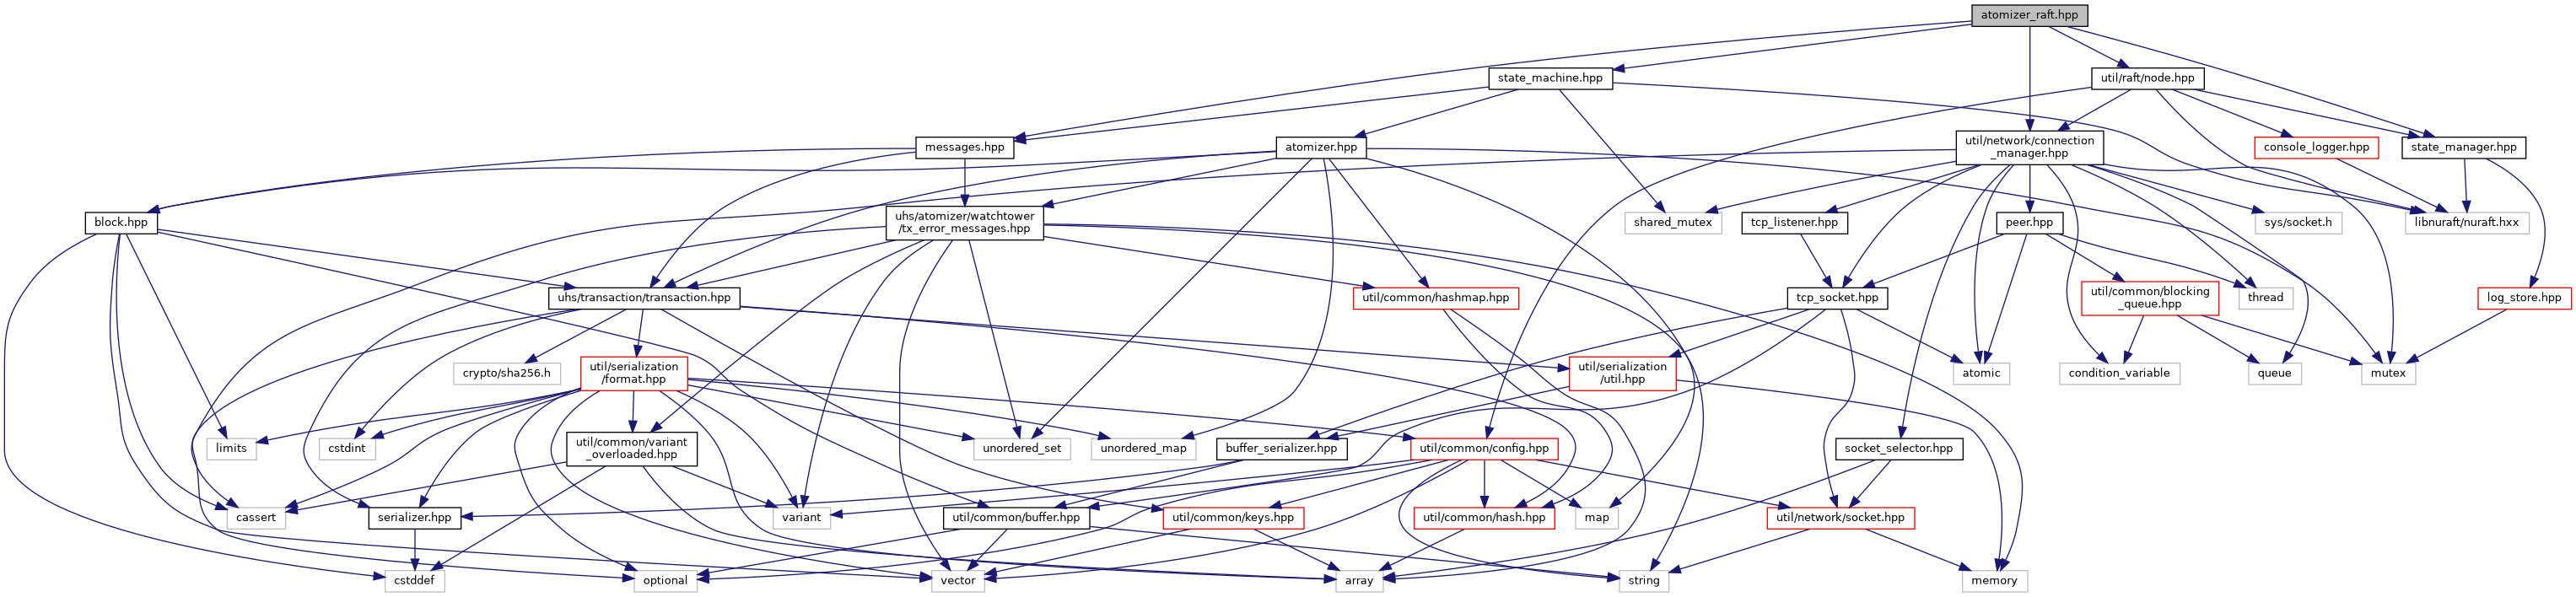 atomizer_raft.hpp
state_machine.hpp
util/raft/node.hpp
messages.hpp
atomizer.hpp
util/network/connection
_manager.hpp
console_logger.hpp
state_manager.hpp
block.hpp
uhs/atomizer/watchtower
/tx_error_messages.hpp
shared_mutex
tcp_listener.hpp
peer.hpp
sys/socket.h
libnuraft/nuraft.hxx
uhs/transaction/transaction.hpp
util/common/hashmap.hpp
tcp_socket.hpp
util/common/blocking
_queue.hpp
thread
log_store.hpp
crypto/sha256.h
util/serialization
/format.hpp
util/serialization
/util.hpp
atomic
condition_variable
queue
mutex
limits
cstdint
util/common/variant
_overloaded.hpp
unordered_set
unordered_map
buffer_serializer.hpp
util/common/config.hpp
socket_selector.hpp
cassert
serializer.hpp
variant
util/common/buffer.hpp
util/common/keys.hpp
util/common/hash.hpp
map
util/network/socket.hpp
cstddef
optional
vector
array
string
memory